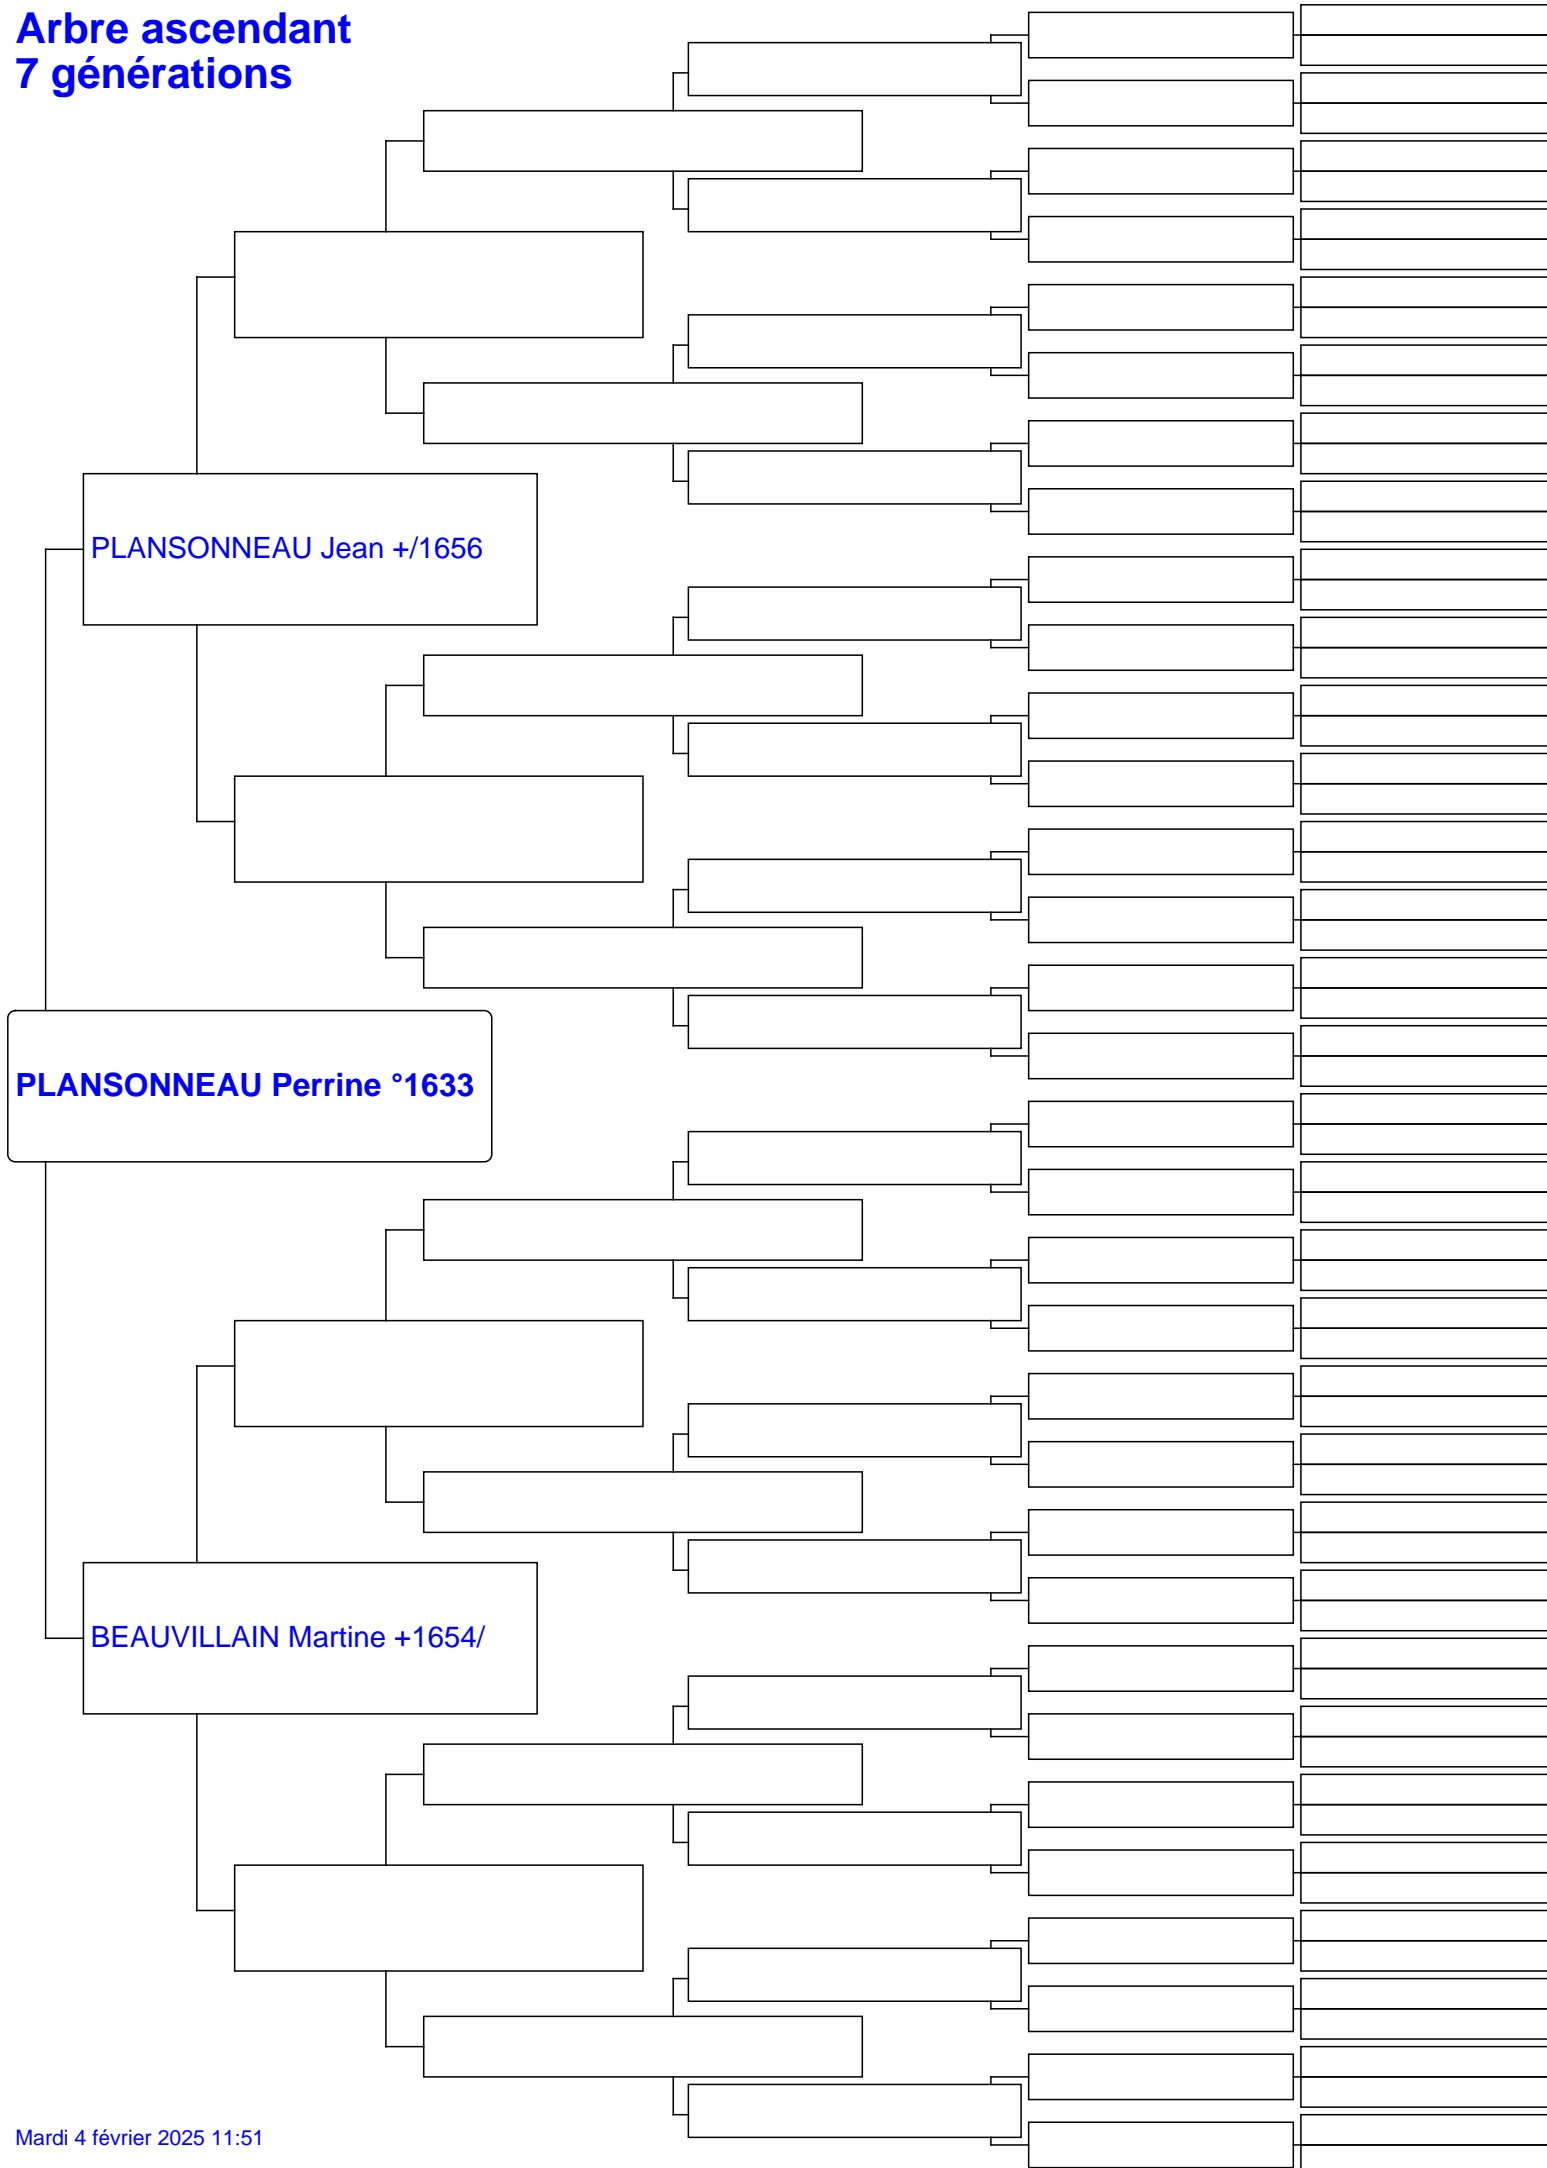 Arbre ascendant
7 générations
PLANSONNEAU Jean +/1656
PLANSONNEAU Perrine °1633
BEAUVILLAIN Martine +1654/
Mardi 4 février 2025 11:51